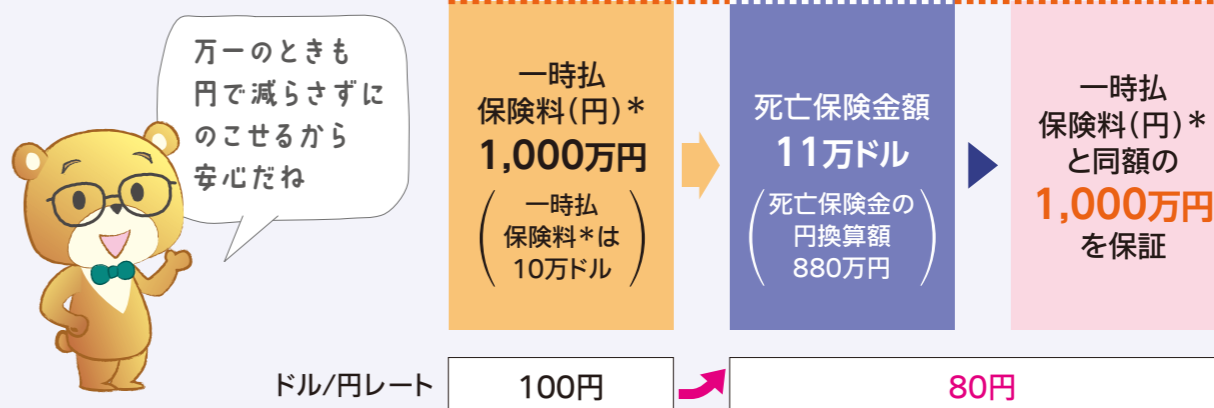 万一のときも
円で減らさずに
のこせるから
安心だね
一時払
保険料(円)*
1,000万円
(一時払
保険料*は
10万ドル)
死亡保険金額
11万ドル
(死亡保険金の
円換算額
880万円)
一時払
保険料(円)*
と同額の
1,000万円
を保証
ドル/円レート
100円
80円